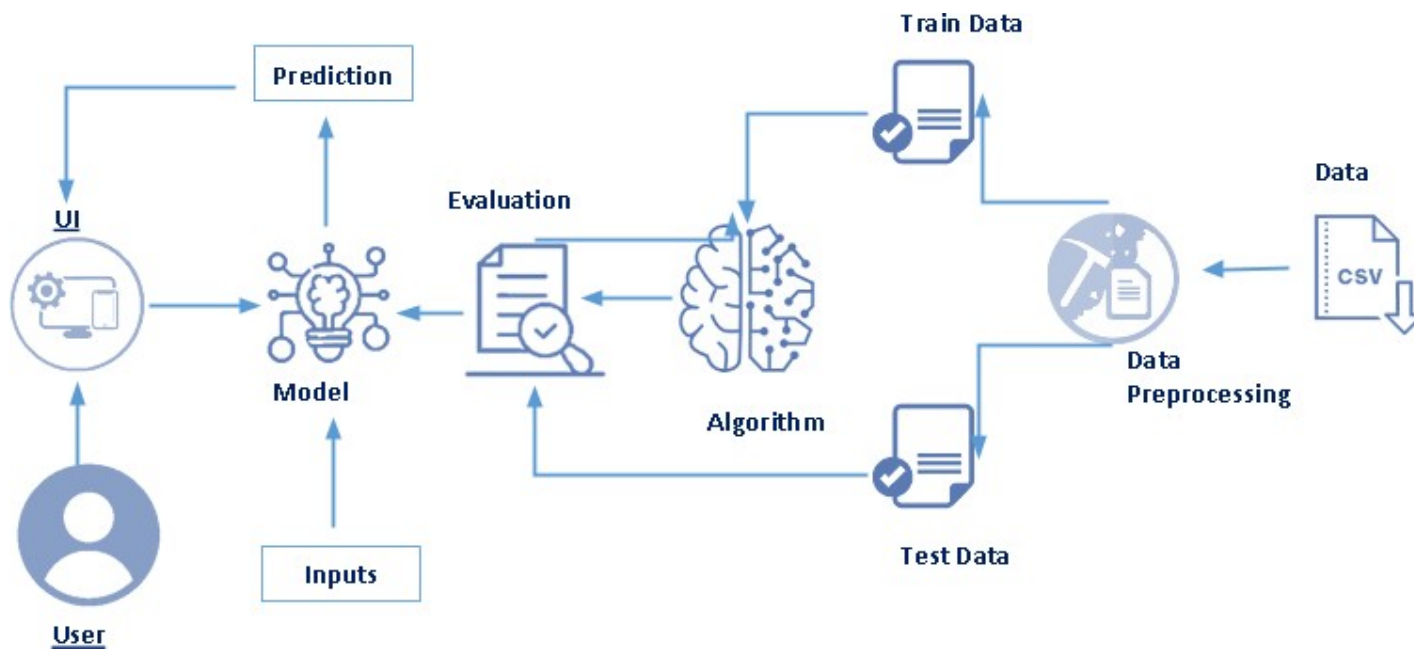 Train Data
Prediction
Data
Evaluation
UI
CSV
Data
Preprocessing
Model
Algorithm
Test Data
Inputs
User